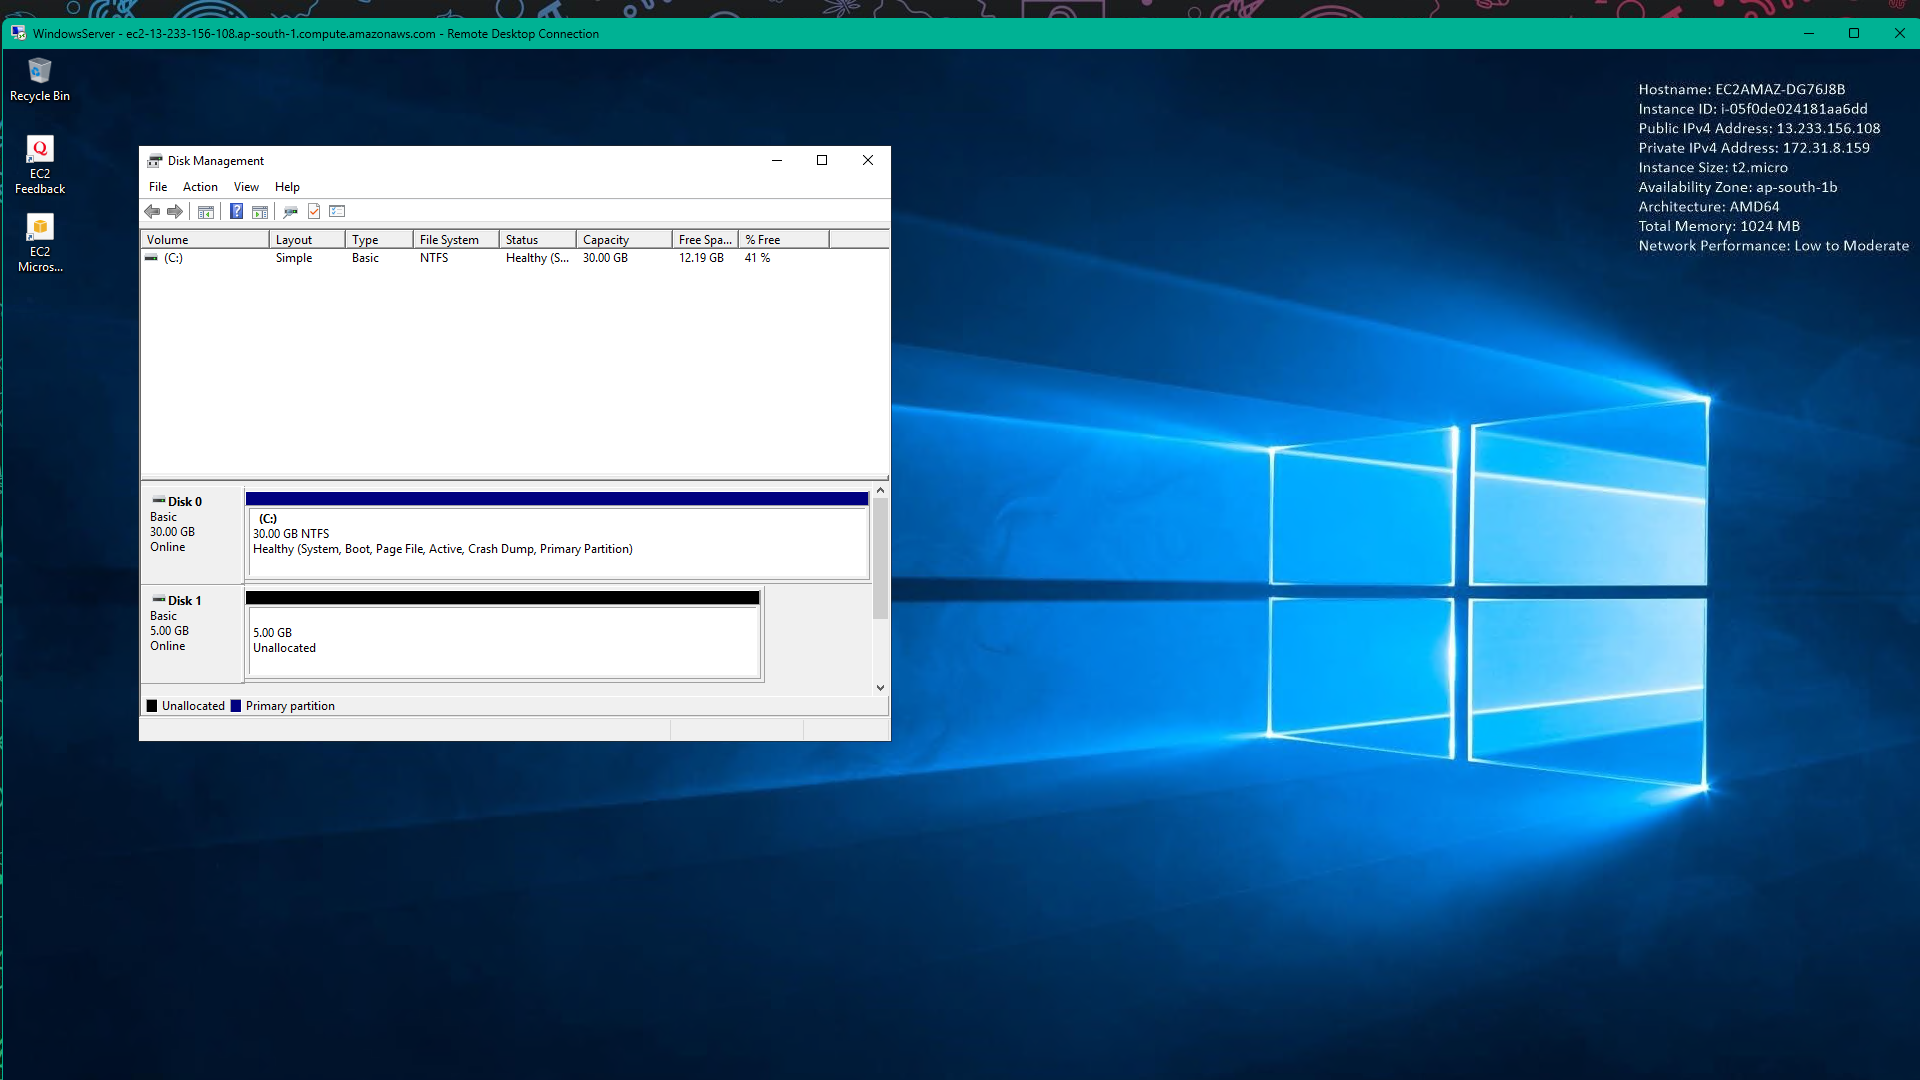 WindowsServer - ec2-13-233-156-108.ap-south-1.compute.amazonaws.com - Remote Desktop Connection
Recycle Bin
EC2
Feedback
EC2
Micros...
Hostname: EC2AMAZ-DG76J8B
Instance ID: i-05f0de024181aa6dd
Public IPv4 Address: 13.233.156.108
Private IPv4 Address: 172.31.8.159
Instance Size: t2.micro
Availability Zone: ap-south-1b
Architecture: AMD64
Total Memory: 1024 MB
Network Performance: Low to Moderate
Disk Management
File Action View Help
Volume Layout Type File System Status Capacity Free Spa... % Free
(C:) Simple Basic NTFS Healthy (S... 30.00 GB 12.19 GB 41 %
Disk 0
Basic
30.00 GB
Online
(C:)
30.00 GB NTFS
Healthy (System, Boot, Page File, Active, Crash Dump, Primary Partition)
Disk 1
Basic
5.00 GB
Online
5.00 GB
Unallocated
Unallocated Primary partition